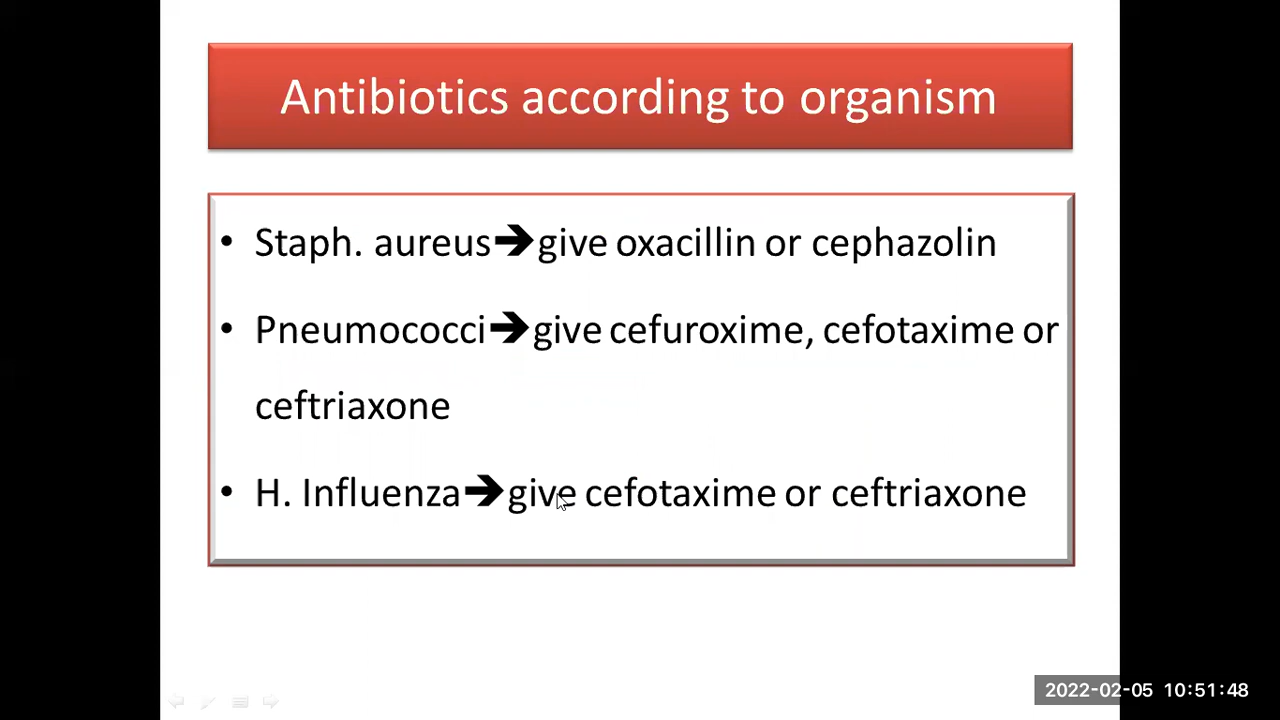 Antibiotics according to organism
• Staph. aureus➔give oxacillin or cephazolin
• Pneumococci➔give cefuroxime, cefotaxime or
ceftriaxone
• H. Influenza➔give cefotaxime or ceftriaxone
2022-02-05 10:51:48